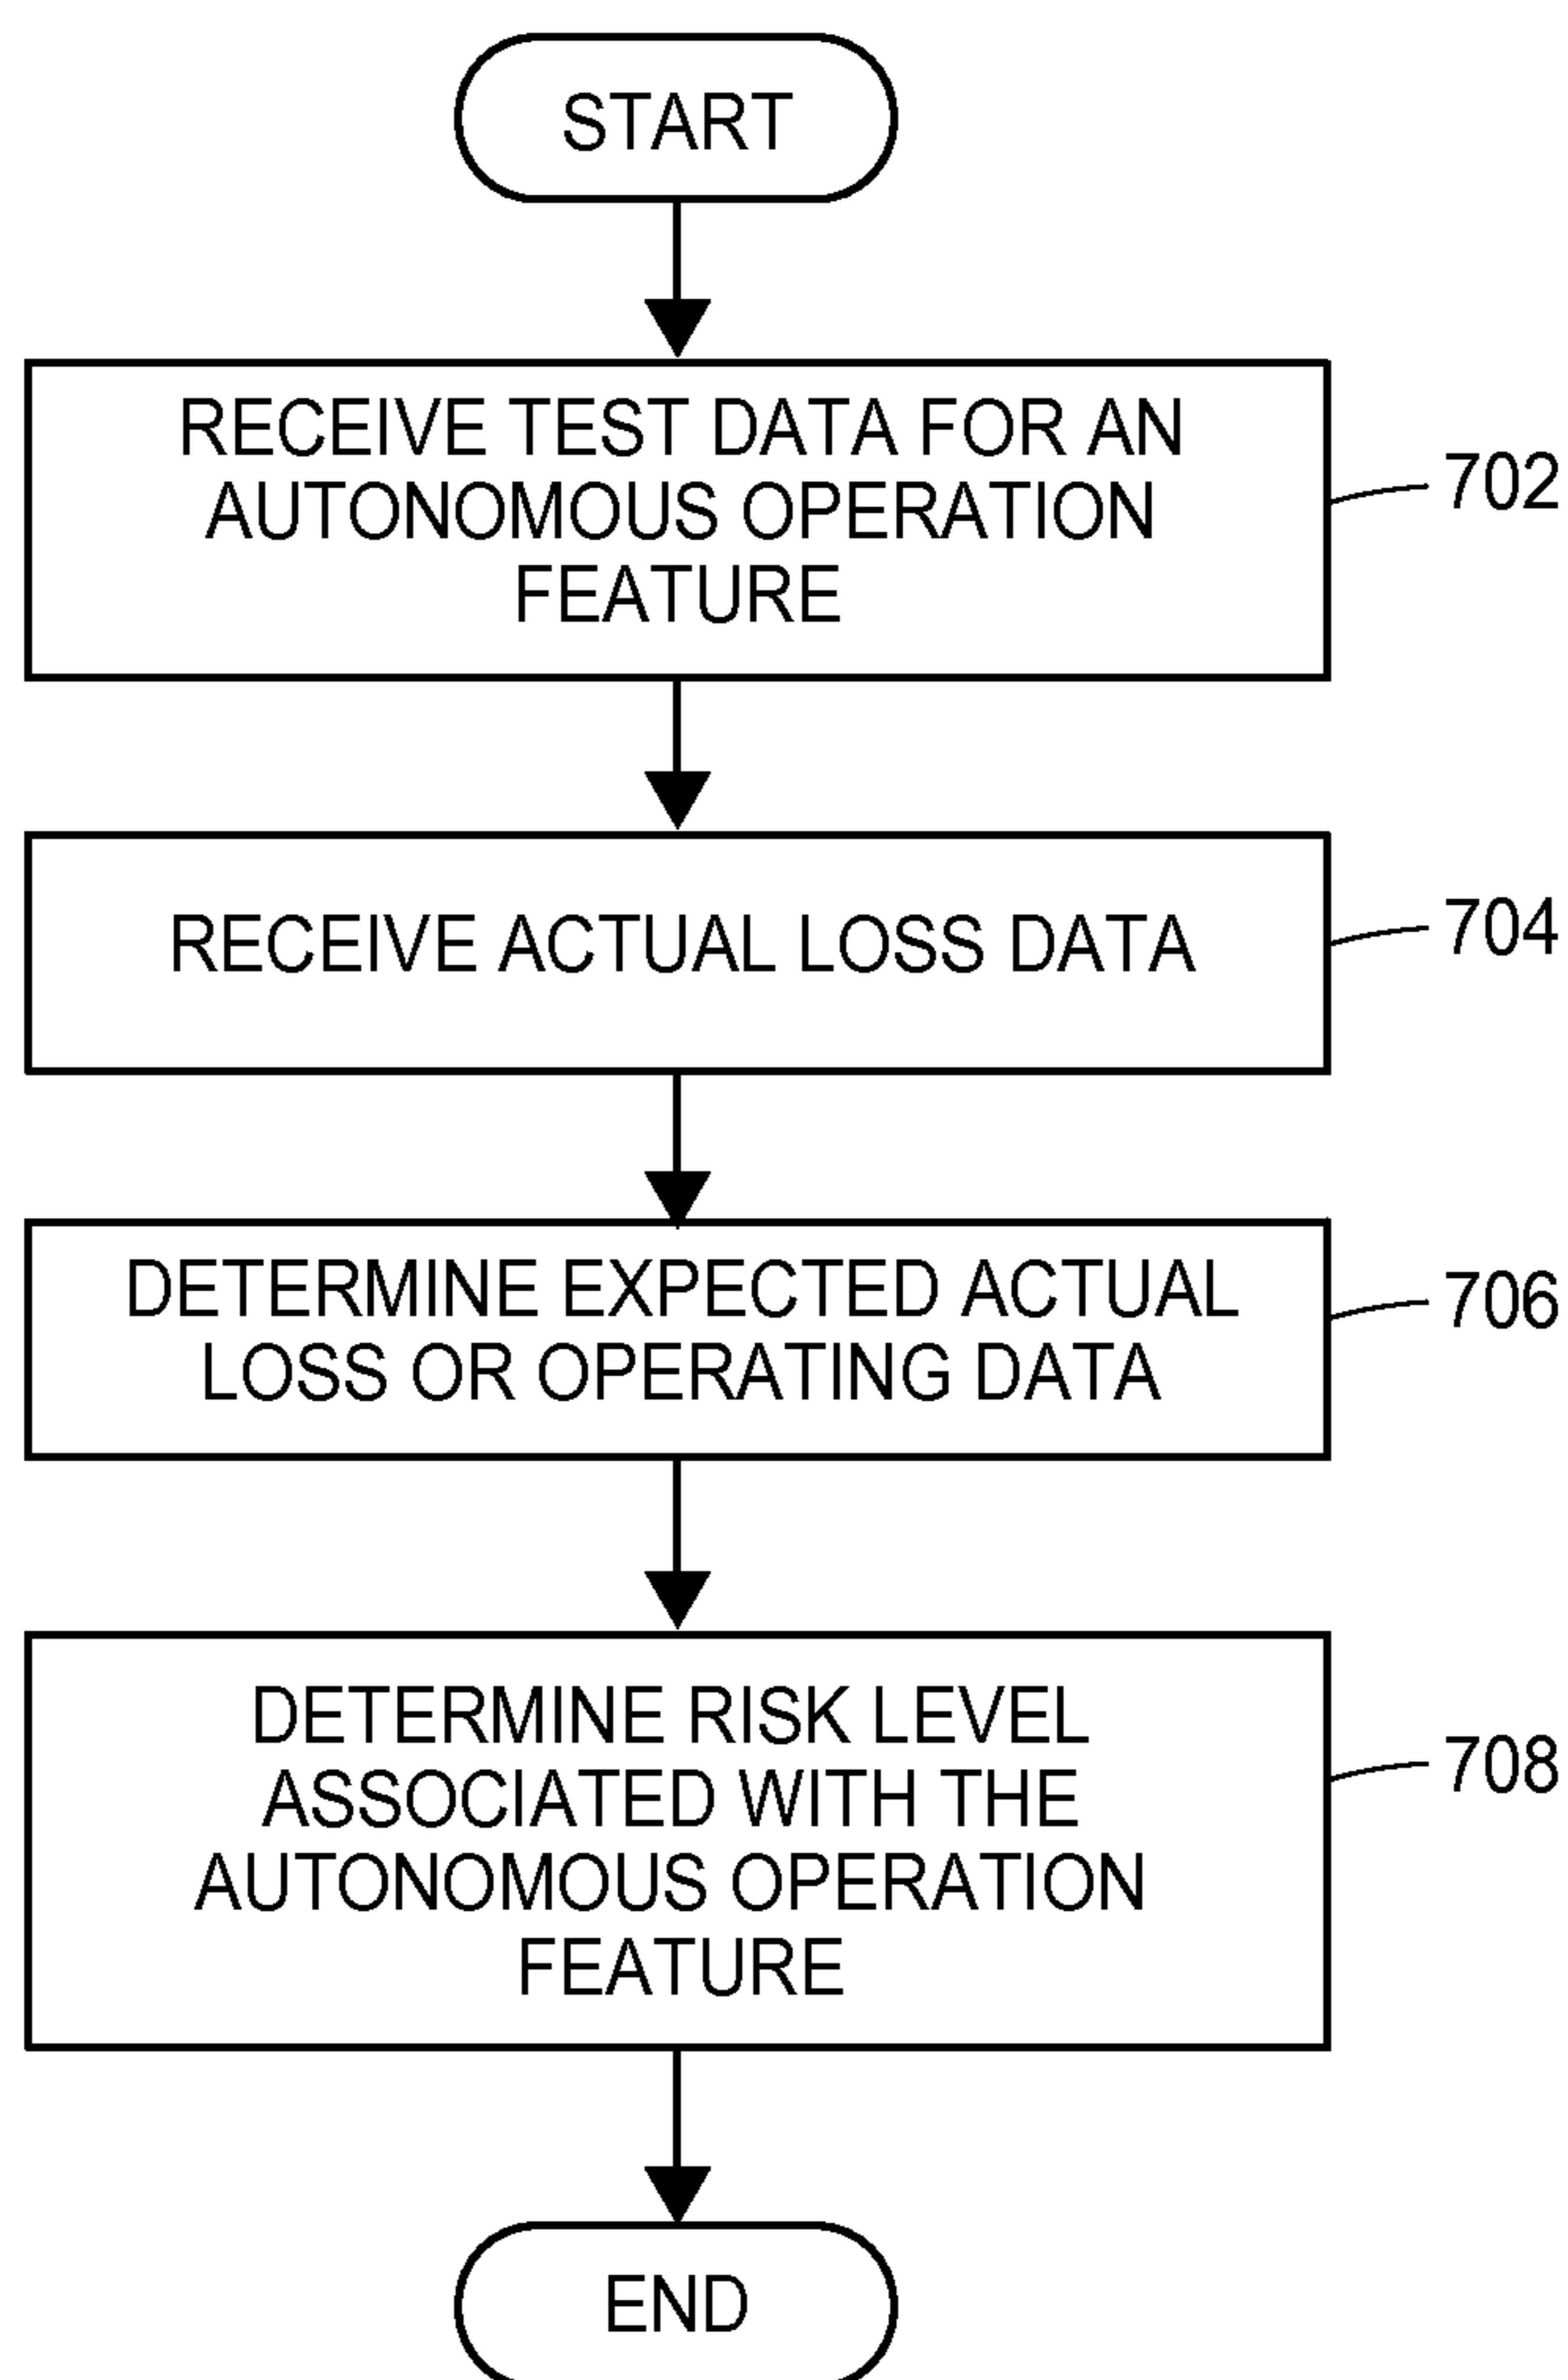 START
RECEIVE TEST DATA FOR AN
AUTONOMOUS OPERATION
FEATURE
702
RECEIVE ACTUAL LOSS DATA
704
DETERMINE EXPECTED ACTUAL
LOSS OR OPERATING DATA
706
DETERMINE RISK LEVEL
ASSOCIATED WITH THE
AUTONOMOUS OPERATION
FEATURE
708
END